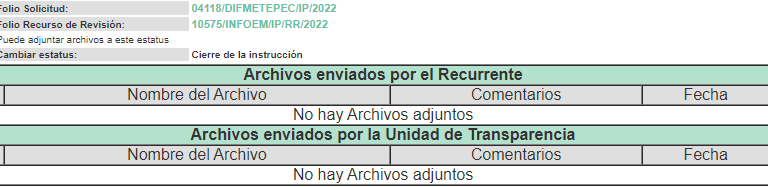 Folio Solicitud: 04118/DIFMETEPEC/IP/2022
Folio Recurso de Revisión: 10575/INFOEM/IP/RR/2022
Puede adjuntar archivos a este estatus
Cambiar estatus: Cierre de la instrucción
Archivos enviados por el Recurrente
Nombre del Archivo Comentarios Fecha
No hay Archivos adjuntos
Archivos enviados por la Unidad de Transparencia
Nombre del Archivo Comentarios Fecha
No hay Archivos adjuntos